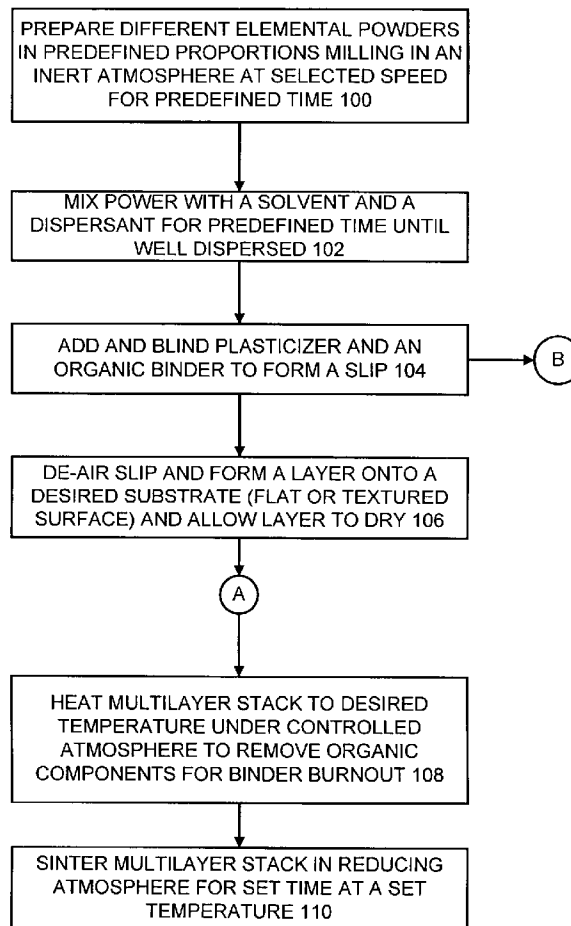 PREPARE DIFFERENT ELEMENTAL POWDERS
IN PREDEFINED PROPORTIONS MILLING IN AN
INERT ATMOSPHERE AT SELECTED SPEED
FOR PREDEFINED TIME 100
MIX POWER WITH A SOLVENT AND A
DISPERSANT FOR PREDEFINED TIME UNTIL
WELL DISPERSED 102
ADD AND BLIND PLASTICIZER AND AN
ORGANIC BINDER TO FORM A SLIP 104
B
DE-AIR SLIP AND FORM A LAYER ONTO A
DESIRED SUBSTRATE (FLAT OR TEXTURED
SURFACE) AND ALLOW LAYER TO DRY 106
A
HEAT MULTILAYER STACK TO DESIRED
TEMPERATURE UNDER CONTROLLED
ATMOSPHERE TO REMOVE ORGANIC
COMPONENTS FOR BINDER BURNOUT 108
SINTER MULTILAYER STACK IN REDUCING
ATMOSPHERE FOR SET TIME AT A SET
TEMPERATURE 110